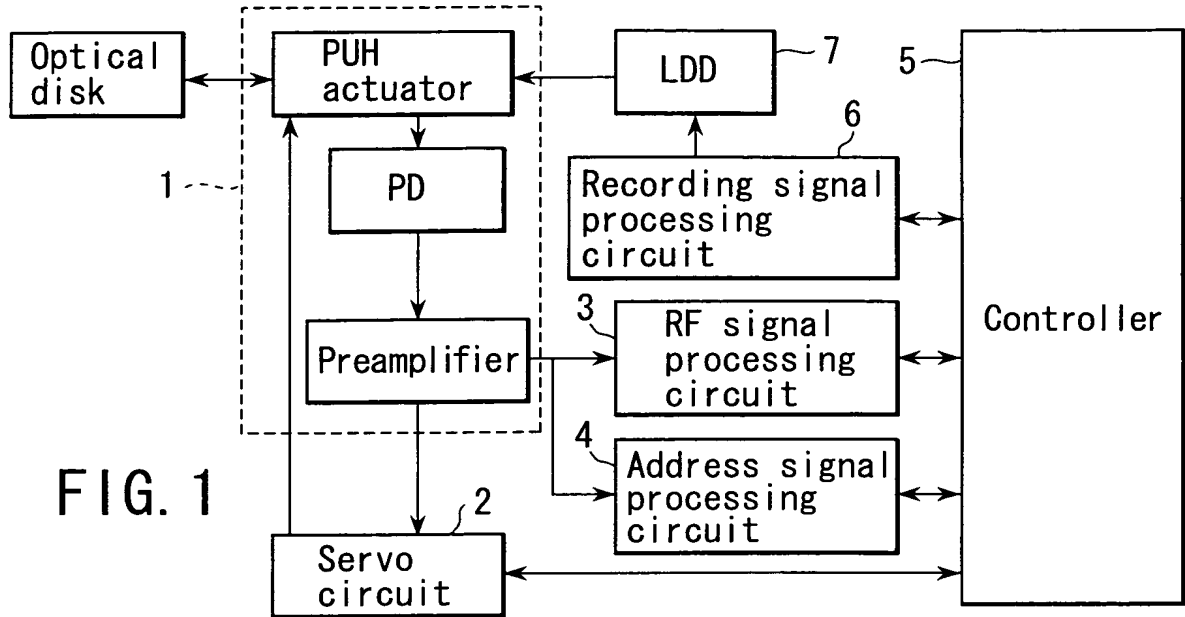 Optical
disk
PUH
actuator
LDD
7
5
6
1
PD
Recording signal
processing
circuit
3
RF signal
processing
circuit
Controller
Preamplifier
4
Address signal
processing
circuit
FIG. 1
2
Servo
circuit